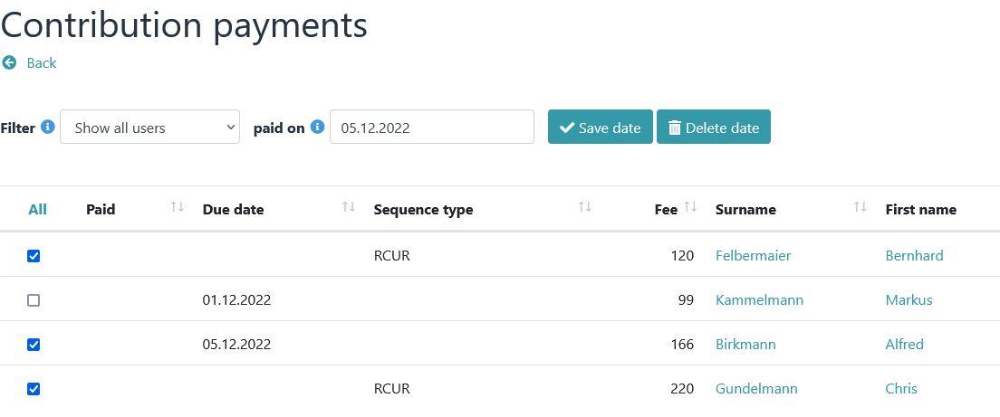 Contribution payments
Back
Filter Show all users paid on 05.12.2022 Save date Delete date
All Paid Due date Sequence type Fee Surname First name
RCUR 120 Felbermaier Bernhard
01.12.2022 99 Kammelmann Markus
05.12.2022 166 Birkmann Alfred
RCUR 220 Gundelmann Chris